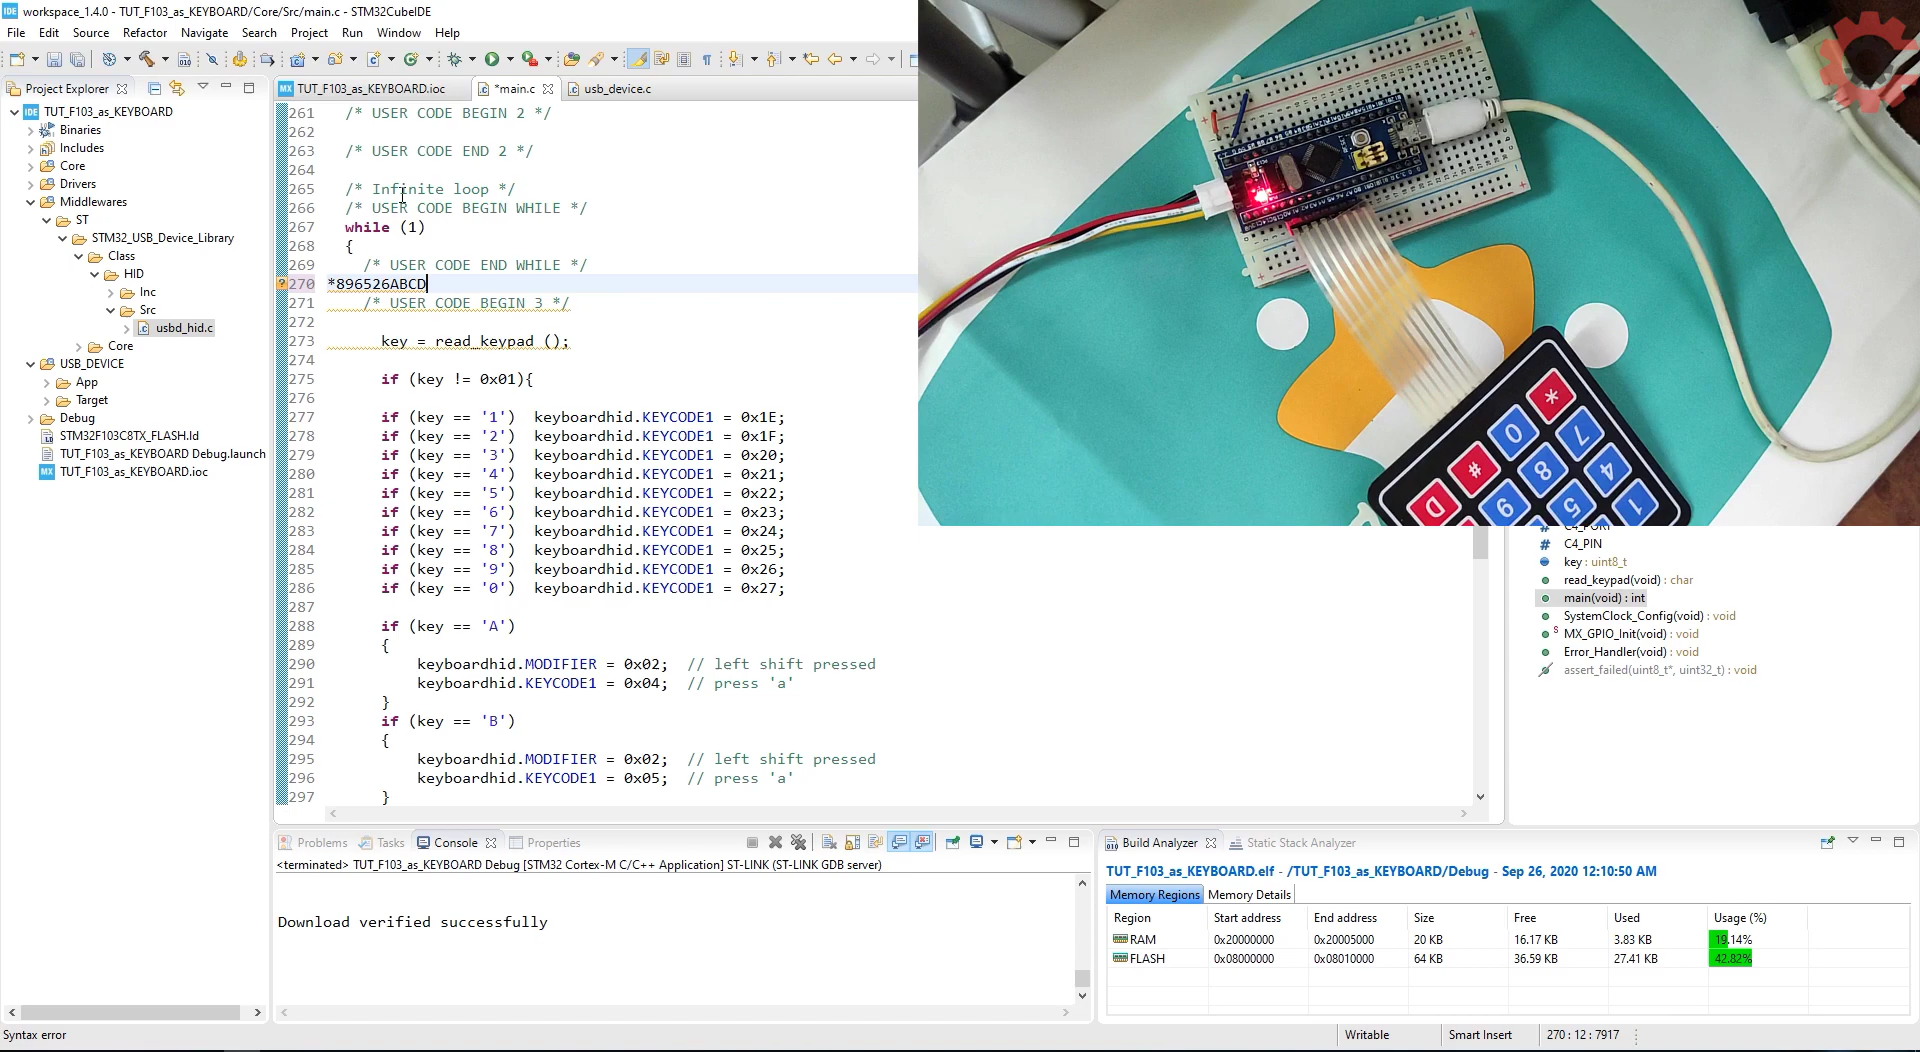 workspace_1.4.0 - TUT_F103_as_KEYBOARD/Core/Src/main.c - STM32CubeIDE
File Edit Source Refactor Navigate Search Project Run Window Help
Project Explorer
TUT_F103_as_KEYBOARD
Binaries
Includes
Core
Drivers
Middlewares
ST
STM32_USB_Device_Library
Class
HID
Inc
Src
usbd_hid.c
Core
USB_DEVICE
App
Target
Debug
STM32F103C8TX_FLASH.ld
TUT_F103_as_KEYBOARD Debug.launch
TUT_F103_as_KEYBOARD.ioc
TUT_F103_as_KEYBOARD.ioc *main.c usb_device.c
261 /* USER CODE BEGIN 2 */
262
263 /* USER CODE END 2 */
264
265 /* Infinite loop */
266 /* USER CODE BEGIN WHILE */
267 while (1)
268 {
269 /* USER CODE END WHILE */
270 *896526ABCD
271 /* USER CODE BEGIN 3 */
272
273 key = read_keypad ();
274
275 if (key != 0x01){
276
277 if (key == '1') keyboardhid.KEYCODE1 = 0x1E;
278 if (key == '2') keyboardhid.KEYCODE1 = 0x1F;
279 if (key == '3') keyboardhid.KEYCODE1 = 0x20;
280 if (key == '4') keyboardhid.KEYCODE1 = 0x21;
281 if (key == '5') keyboardhid.KEYCODE1 = 0x22;
282 if (key == '6') keyboardhid.KEYCODE1 = 0x23;
283 if (key == '7') keyboardhid.KEYCODE1 = 0x24;
284 if (key == '8') keyboardhid.KEYCODE1 = 0x25;
285 if (key == '9') keyboardhid.KEYCODE1 = 0x26;
286 if (key == '0') keyboardhid.KEYCODE1 = 0x27;
287
288 if (key == 'A')
289 {
290 keyboardhid.MODIFIER = 0x02; // left shift pressed
291 keyboardhid.KEYCODE1 = 0x04; // press 'a'
292 }
293 if (key == 'B')
294 {
295 keyboardhid.MODIFIER = 0x02; // left shift pressed
296 keyboardhid.KEYCODE1 = 0x05; // press 'a'
297 }
*
0 7
# 8 4
D 9 5 1
C4_PORT
C4_PIN
key : uint8_t
read_keypad(void) : char
main(void) : int
SystemClock_Config(void) : void
MX_GPIO_Init(void) : void
Error_Handler(void) : void
assert_failed(uint8_t*, uint32_t) : void
Problems Tasks Console Properties
<terminated> TUT_F103_as_KEYBOARD Debug [STM32 Cortex-M C/C++ Application] ST-LINK (ST-LINK GDB server)
Download verified successfully
Build Analyzer Static Stack Analyzer
TUT_F103_as_KEYBOARD.elf - /TUT_F103_as_KEYBOARD/Debug - Sep 26, 2020 12:10:50 AM
Memory Regions Memory Details
Region Start address End address Size Free Used Usage (%)
RAM 0x20000000 0x20005000 20 KB 16.17 KB 3.83 KB 19.14%
FLASH 0x08000000 0x08010000 64 KB 36.59 KB 27.41 KB 42.82%
Syntax error Writable Smart Insert 270 : 12 : 7917